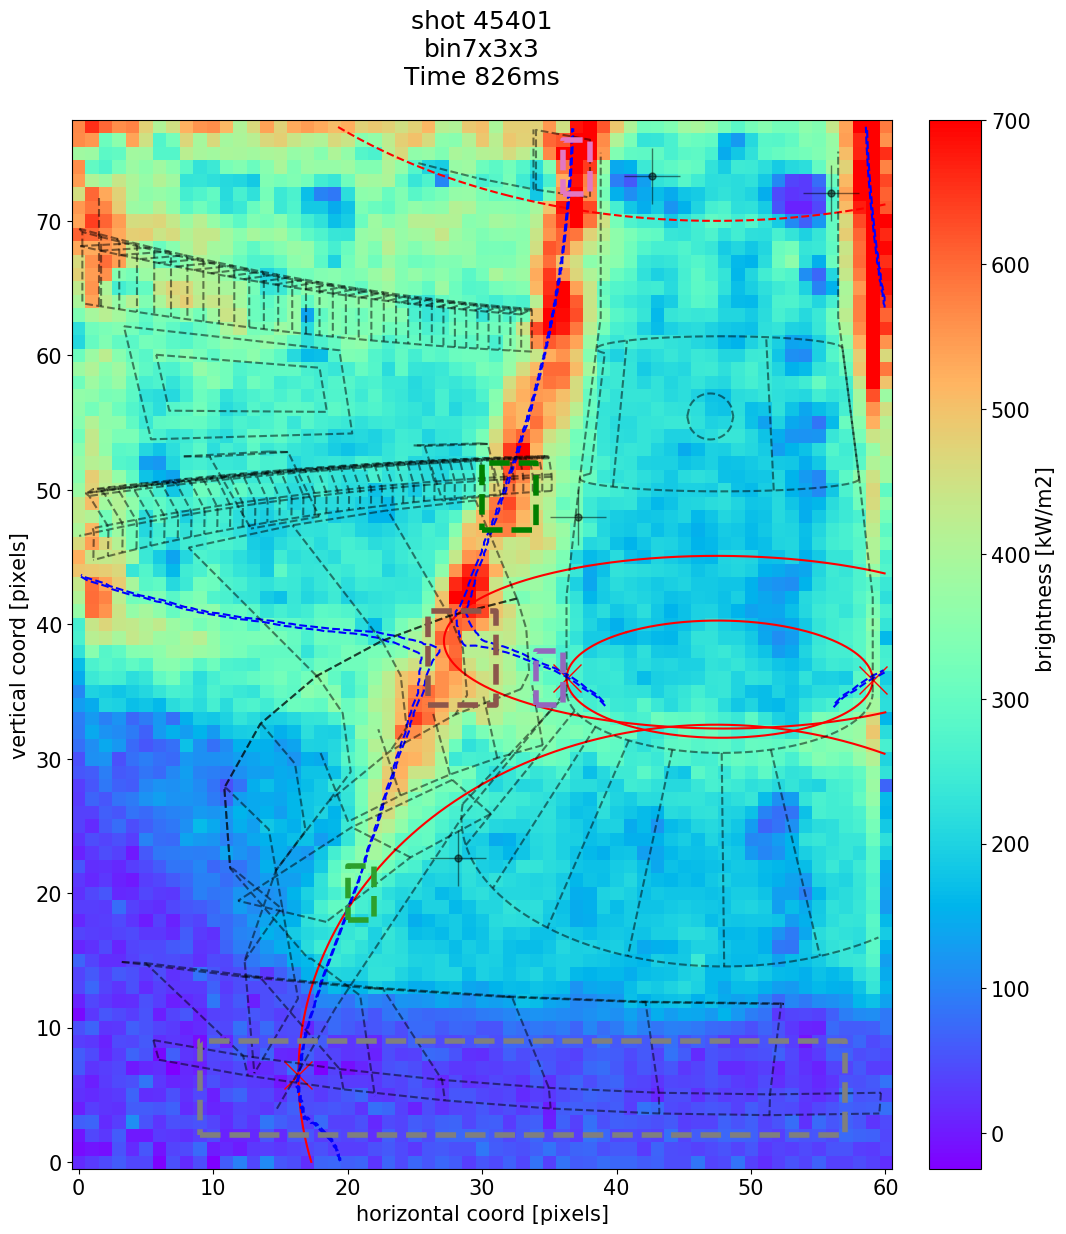 shot 45401
bin7x3x3
Time 826ms
700
600
500
400
300
200
100
0
brightness [kW/m2]
70
60
50
40
30
20
10
0
vertical coord [pixels]
0 10 20 30 40 50 60
horizontal coord [pixels]